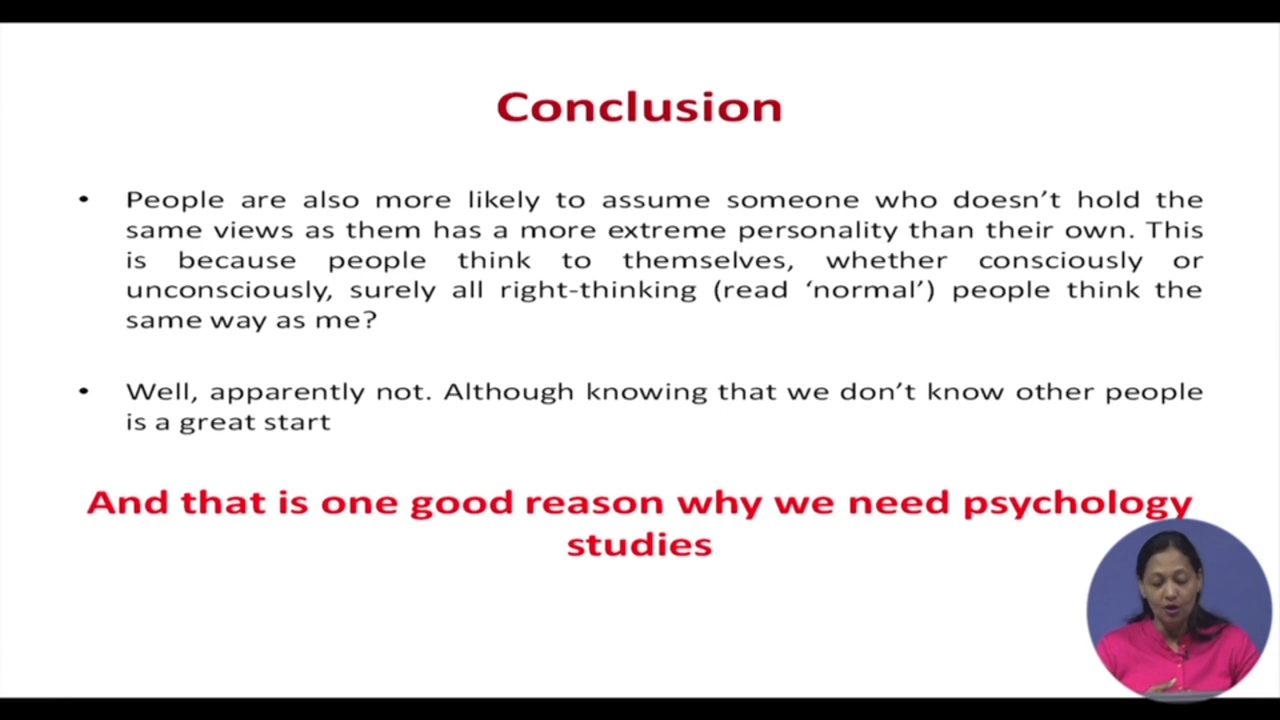 Conclusion
• People are also more likely to assume someone who doesn’t hold the
same views as them has a more extreme personality than their own. This
is because people think to themselves, whether consciously or
unconsciously, surely all right-thinking (read ‘normal’) people think the
same way as me?
• Well, apparently not. Although knowing that we don’t know other people
is a great start
And that is one good reason why we need psychology
studies